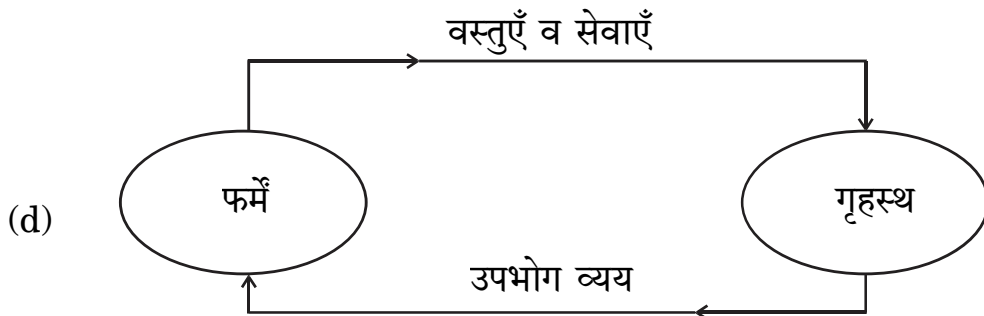 वस्तुएँ व सेवाएँ
(d) फर्में गृहस्थ
उपभोग व्यय